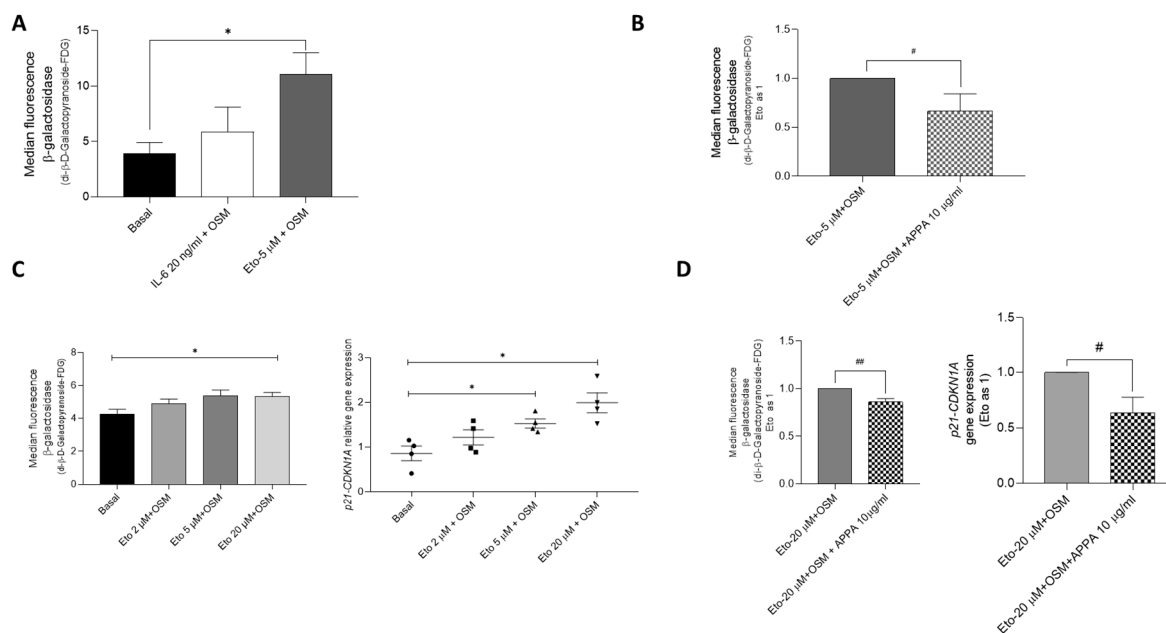 A
Median fluorescence
β-galactosidase
(di-β-D-Galactopyranoside-FDG)
15
10
5
0
*
Basal
IL-6 20 ng/ml + OSM
Eto-5 μM + OSM
B
Median fluorescence
β-galactosidase
(di-β-D-Galactopyranoside-FDG)
Eto as 1
1.5
1.0
0.5
0.0
#
Eto-5 μM+OSM
Eto-5 μM+OSM +APPA 10 μg/ml
C
Median fluorescence
β-galactosidase
(di-β-D-Galactopyranoside-FDG)
8
6
4
2
0
*
Basal
Eto 2 μM+OSM
Eto 5 μM+OSM
Eto 20 μM+OSM
p21-CDKN1A relative gene expression
3
2
1
0
*
*
Basal
Eto 2 μM + OSM
Eto 5 μM + OSM
Eto 20 μM + OSM
D
Median fluorescence
β-galactosidase
(di-β-D-Galactopyranoside-FDG)
Eto as 1
1.5
1.0
0.5
0.0
##
Eto-20 μM+OSM
Eto-20 μM+OSM + APPA 10μg/ml
p21-CDKN1A
gene expression
(Eto as 1)
1.5
1.0
0.5
0.0
#
Eto-20 μM+OSM
Eto-20 μM+OSM+APPA 10 μg/ml